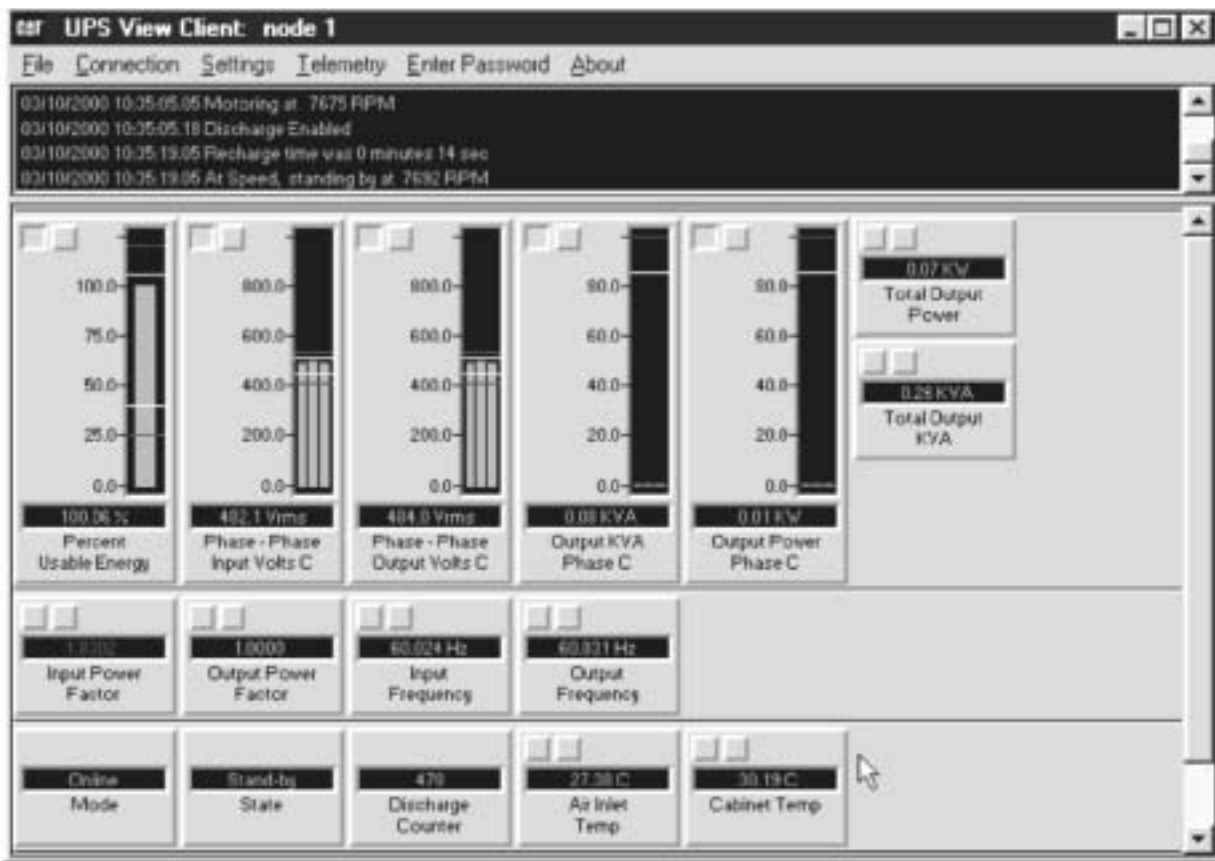 UPS View Client: node 1
File Connection Settings Telemetry Enter Password About
03/10/2000 10:35:05.05 Motoring at 7675 RPM
03/10/2000 10:35:05.18 Discharge Enabled
03/10/2000 10:35:19.05 Recharge time was 0 minutes 14 sec
03/10/2000 10:35:19.05 At Speed, standing by at 7692 RPM
100.0
75.0
50.0
25.0
0.0
100.06 %
Percent
Usable Energy
800.0
600.0
400.0
200.0
0.0
482.1 Vrms
Phase - Phase
Input Volts C
800.0
600.0
400.0
200.0
0.0
484.0 Vrms
Phase - Phase
Output Volts C
80.0
60.0
40.0
20.0
0.0
0.08 KVA
Output KVA
Phase C
80.0
60.0
40.0
20.0
0.0
0.01 KW
Output Power
Phase C
0.07 KW
Total Output
Power
KVA
Total Output
KVA
Input Power
Factor
1.0000
Output Power
Factor
60.024 Hz
Input
Frequency
60.031 Hz
Output
Frequency
Online
Mode
Stand-by
State
Discharge
Counter
27.38 C
Air Inlet
Temp
C
Cabinet Temp